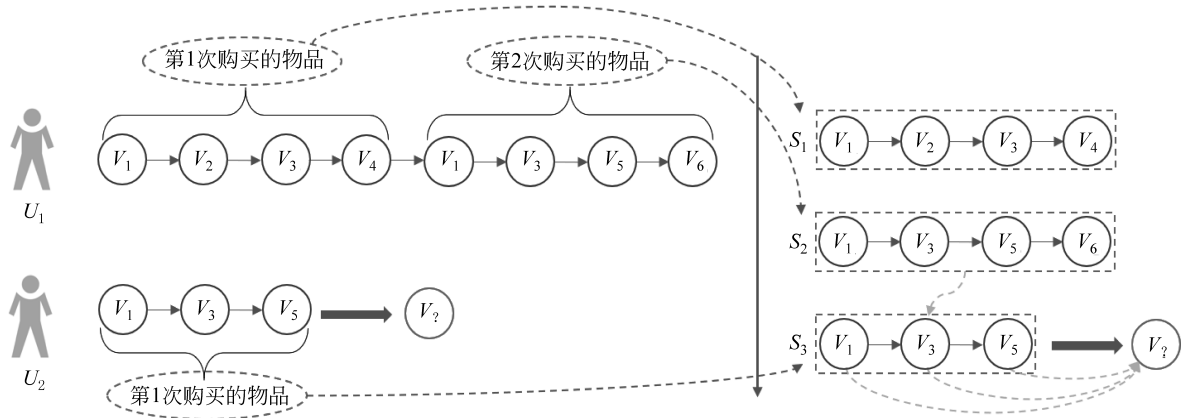 第1次购买的物品
第2次购买的物品
V1 V2 V3 V4 V1 V3 V5 V6
U1
V1 V3 V5 V?
第1次购买的物品
U2
S1 V1 V2 V3 V4
S2 V1 V3 V5 V6
S3 V1 V3 V5 V?